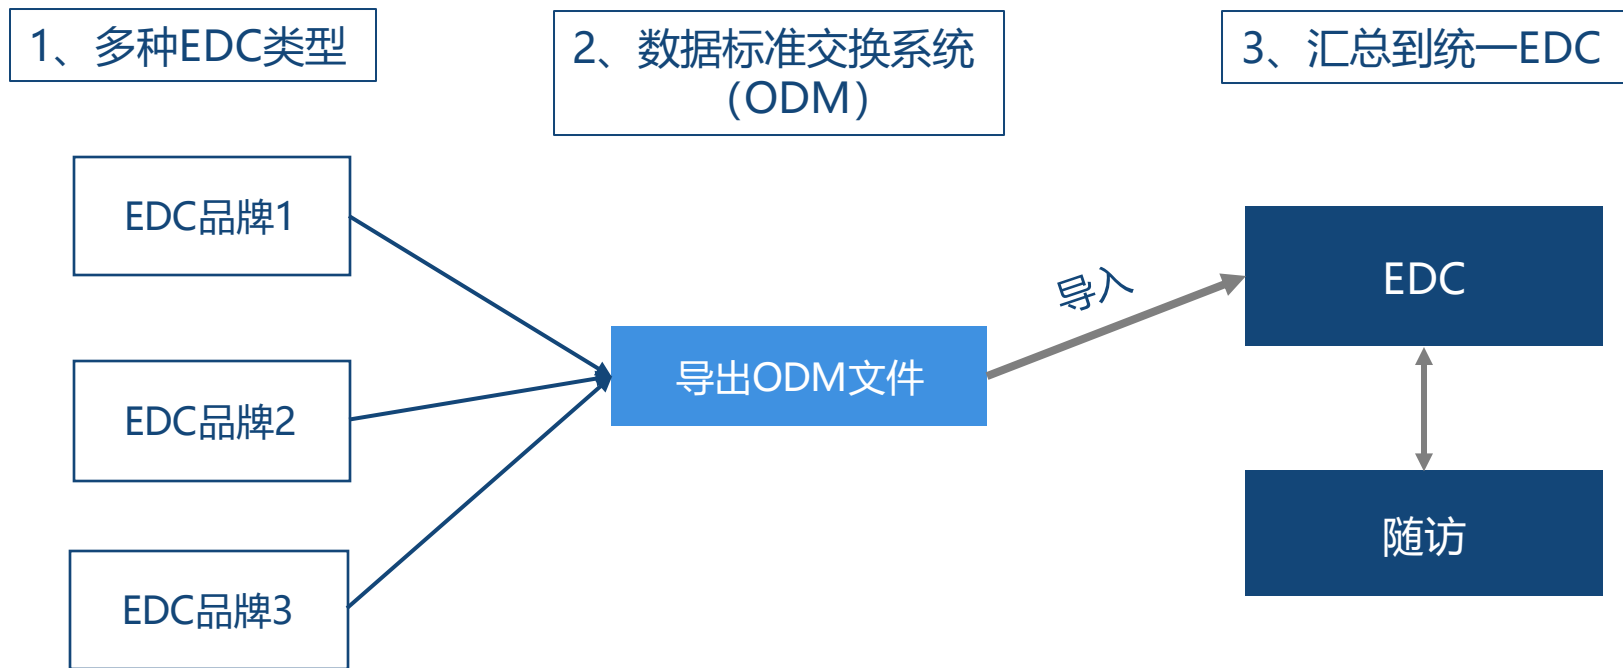 1、多种EDC类型
2、数据标准交换系统
（ODM）
3、汇总到统一EDC
EDC品牌1
EDC品牌2
EDC品牌3
导出ODM文件
导入
EDC
随访